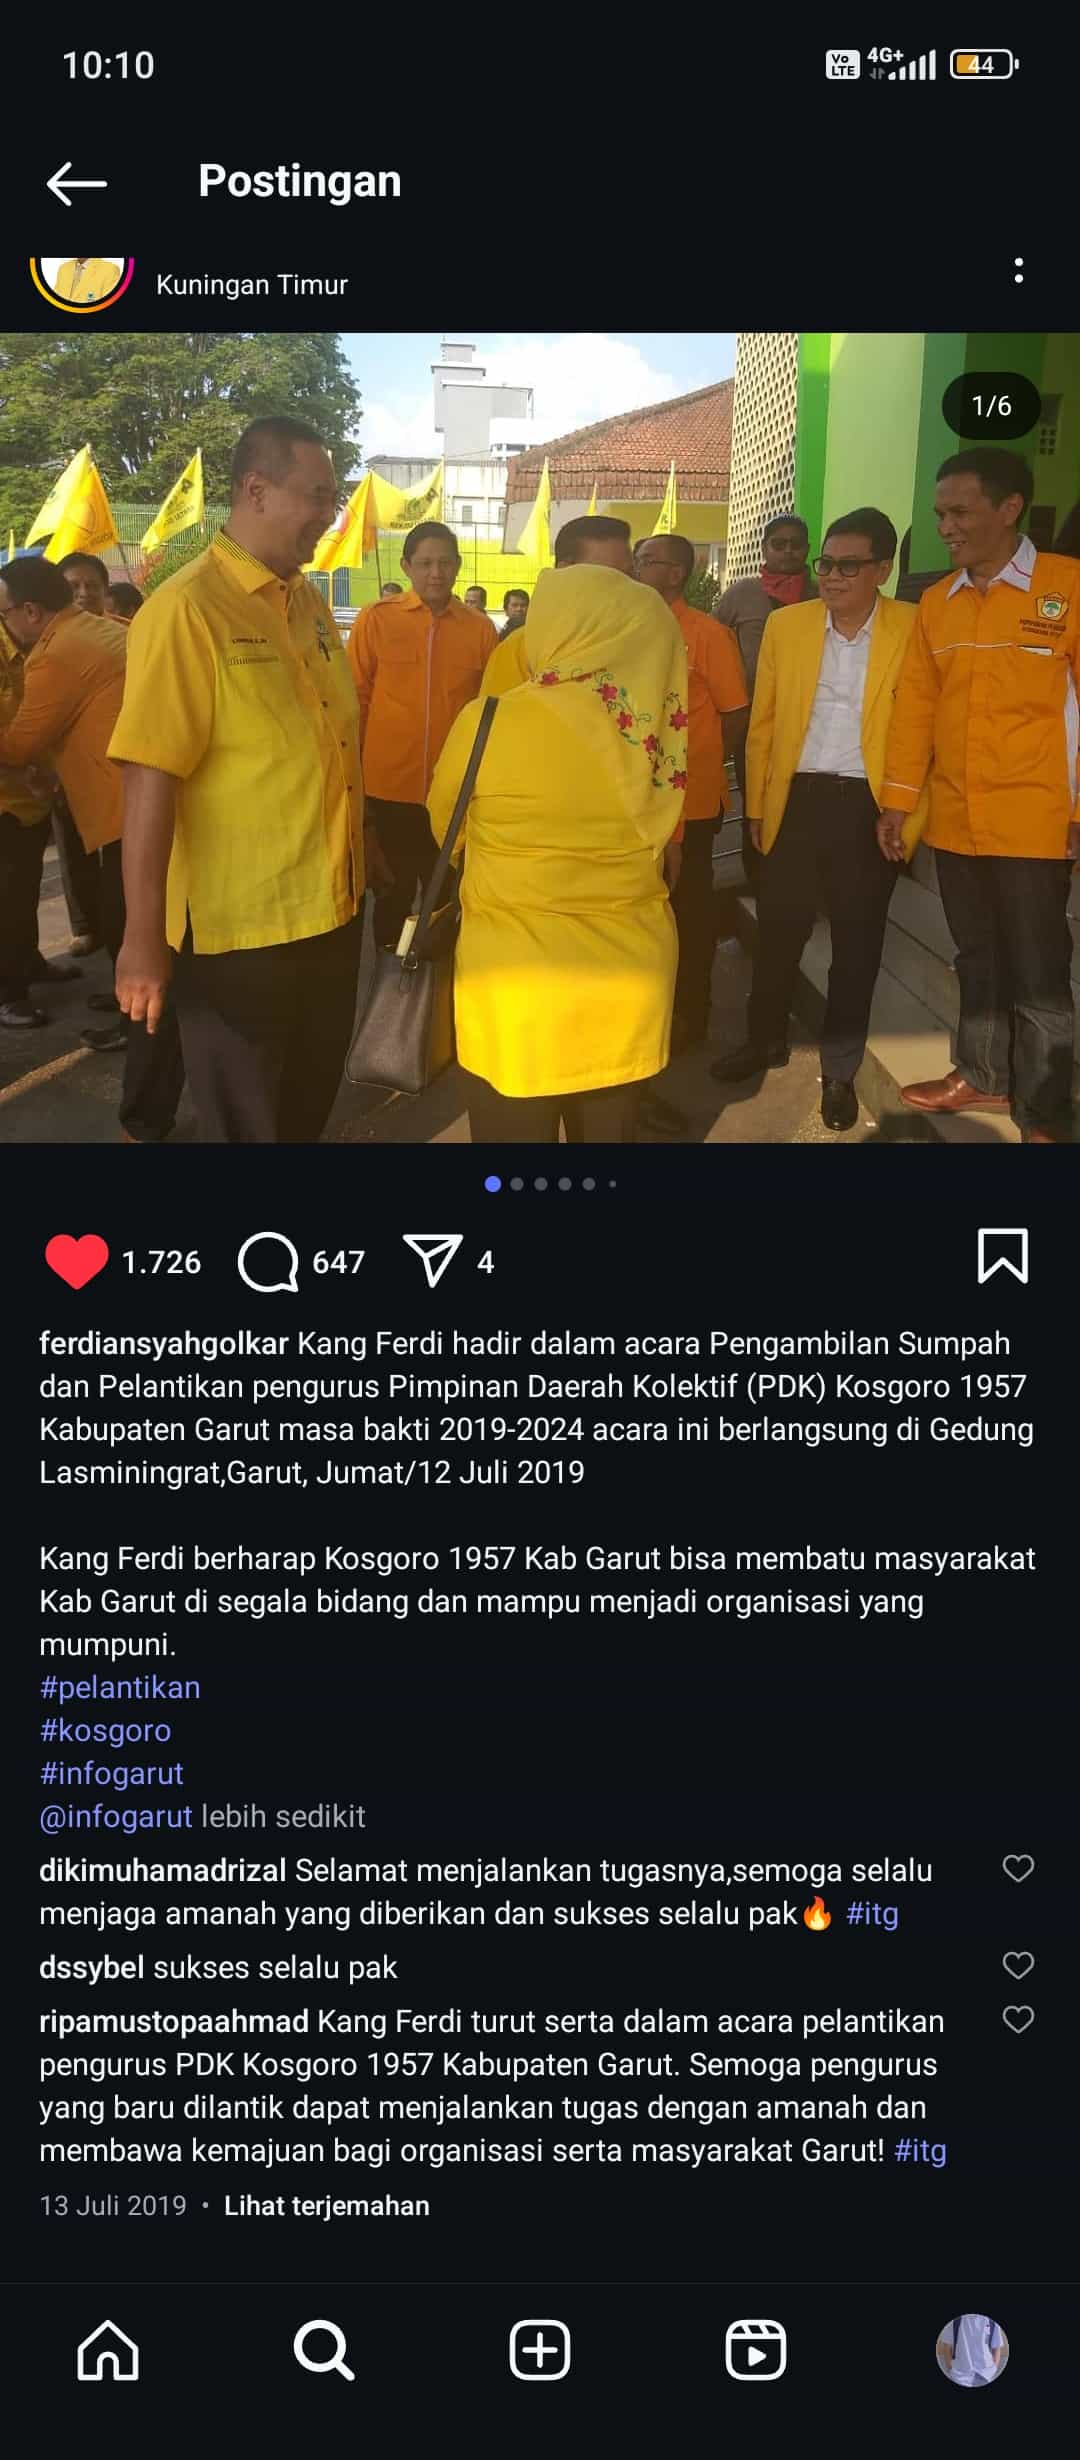 10:10
Vo LTE 4G+ 44
Postingan
Kuningan Timur
1/6
ferdiansyahgolkar Kang Ferdi hadir dalam acara Pengambilan Sumpah
dan Pelantikan pengurus Pimpinan Daerah Kolektif (PDK) Kosgoro 1957
Kabupaten Garut masa bakti 2019-2024 acara ini berlangsung di Gedung
Lasminingrat,Garut, Jumat/12 Juli 2019
Kang Ferdi berharap Kosgoro 1957 Kab Garut bisa membatu masyarakat
Kab Garut di segala bidang dan mampu menjadi organisasi yang
mumpuni.
#pelantikan
#kosgoro
#infogarut
@infogarut lebih sedikit
1.726 647 4
dikimuhamadrizal Selamat menjalankan tugasnya,semoga selalu
menjaga amanah yang diberikan dan sukses selalu pak🔥 #itg
dssybel sukses selalu pak
ripamustopaahmad Kang Ferdi turut serta dalam acara pelantikan
pengurus PDK Kosgoro 1957 Kabupaten Garut. Semoga pengurus
yang baru dilantik dapat menjalankan tugas dengan amanah dan
membawa kemajuan bagi organisasi serta masyarakat Garut! #itg
13 Juli 2019 • Lihat terjemahan